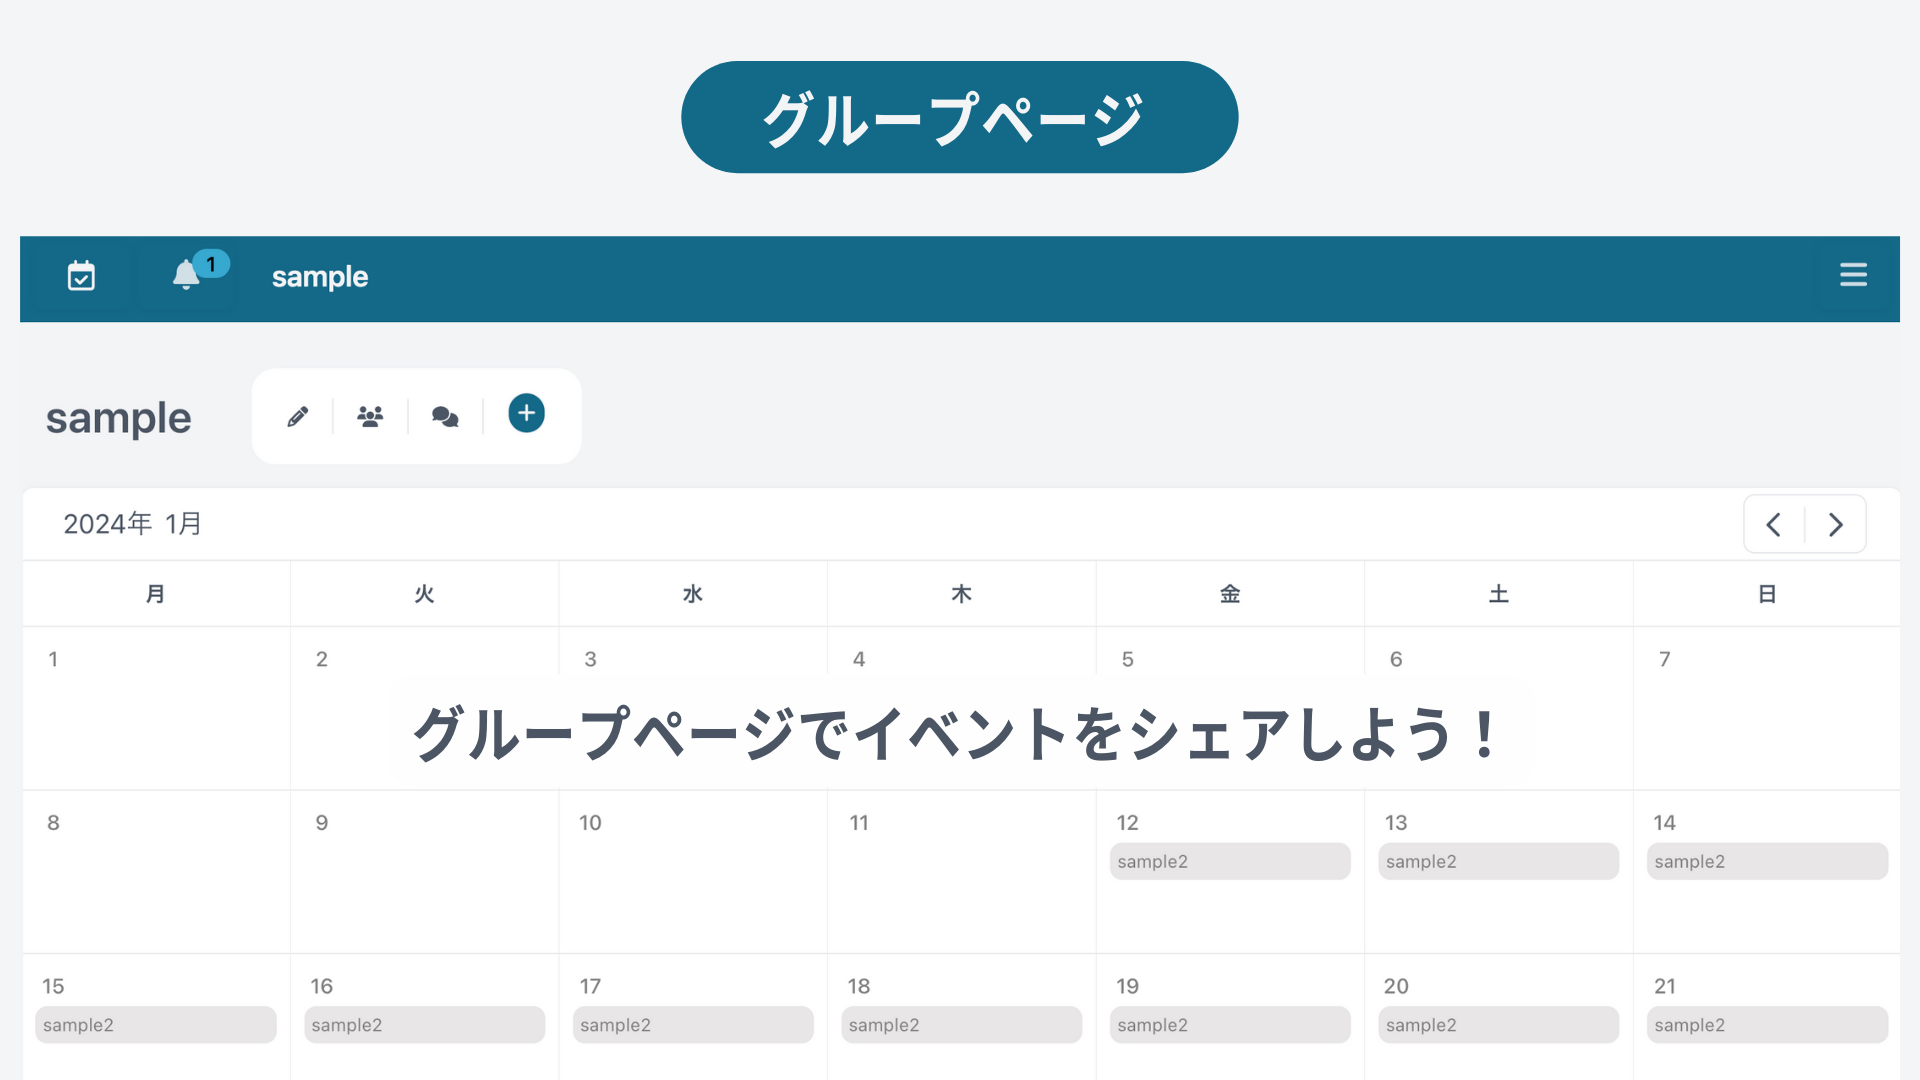 グループページ
1
sample
sample
2024年 1月
月 火 水 木 金 土 日
1 2 3 4 5 6 7
グループページでイベントをシェアしよう！
8 9 10 11 12 13 14
sample2 sample2 sample2
15 16 17 18 19 20 21
sample2 sample2 sample2 sample2 sample2 sample2 sample2